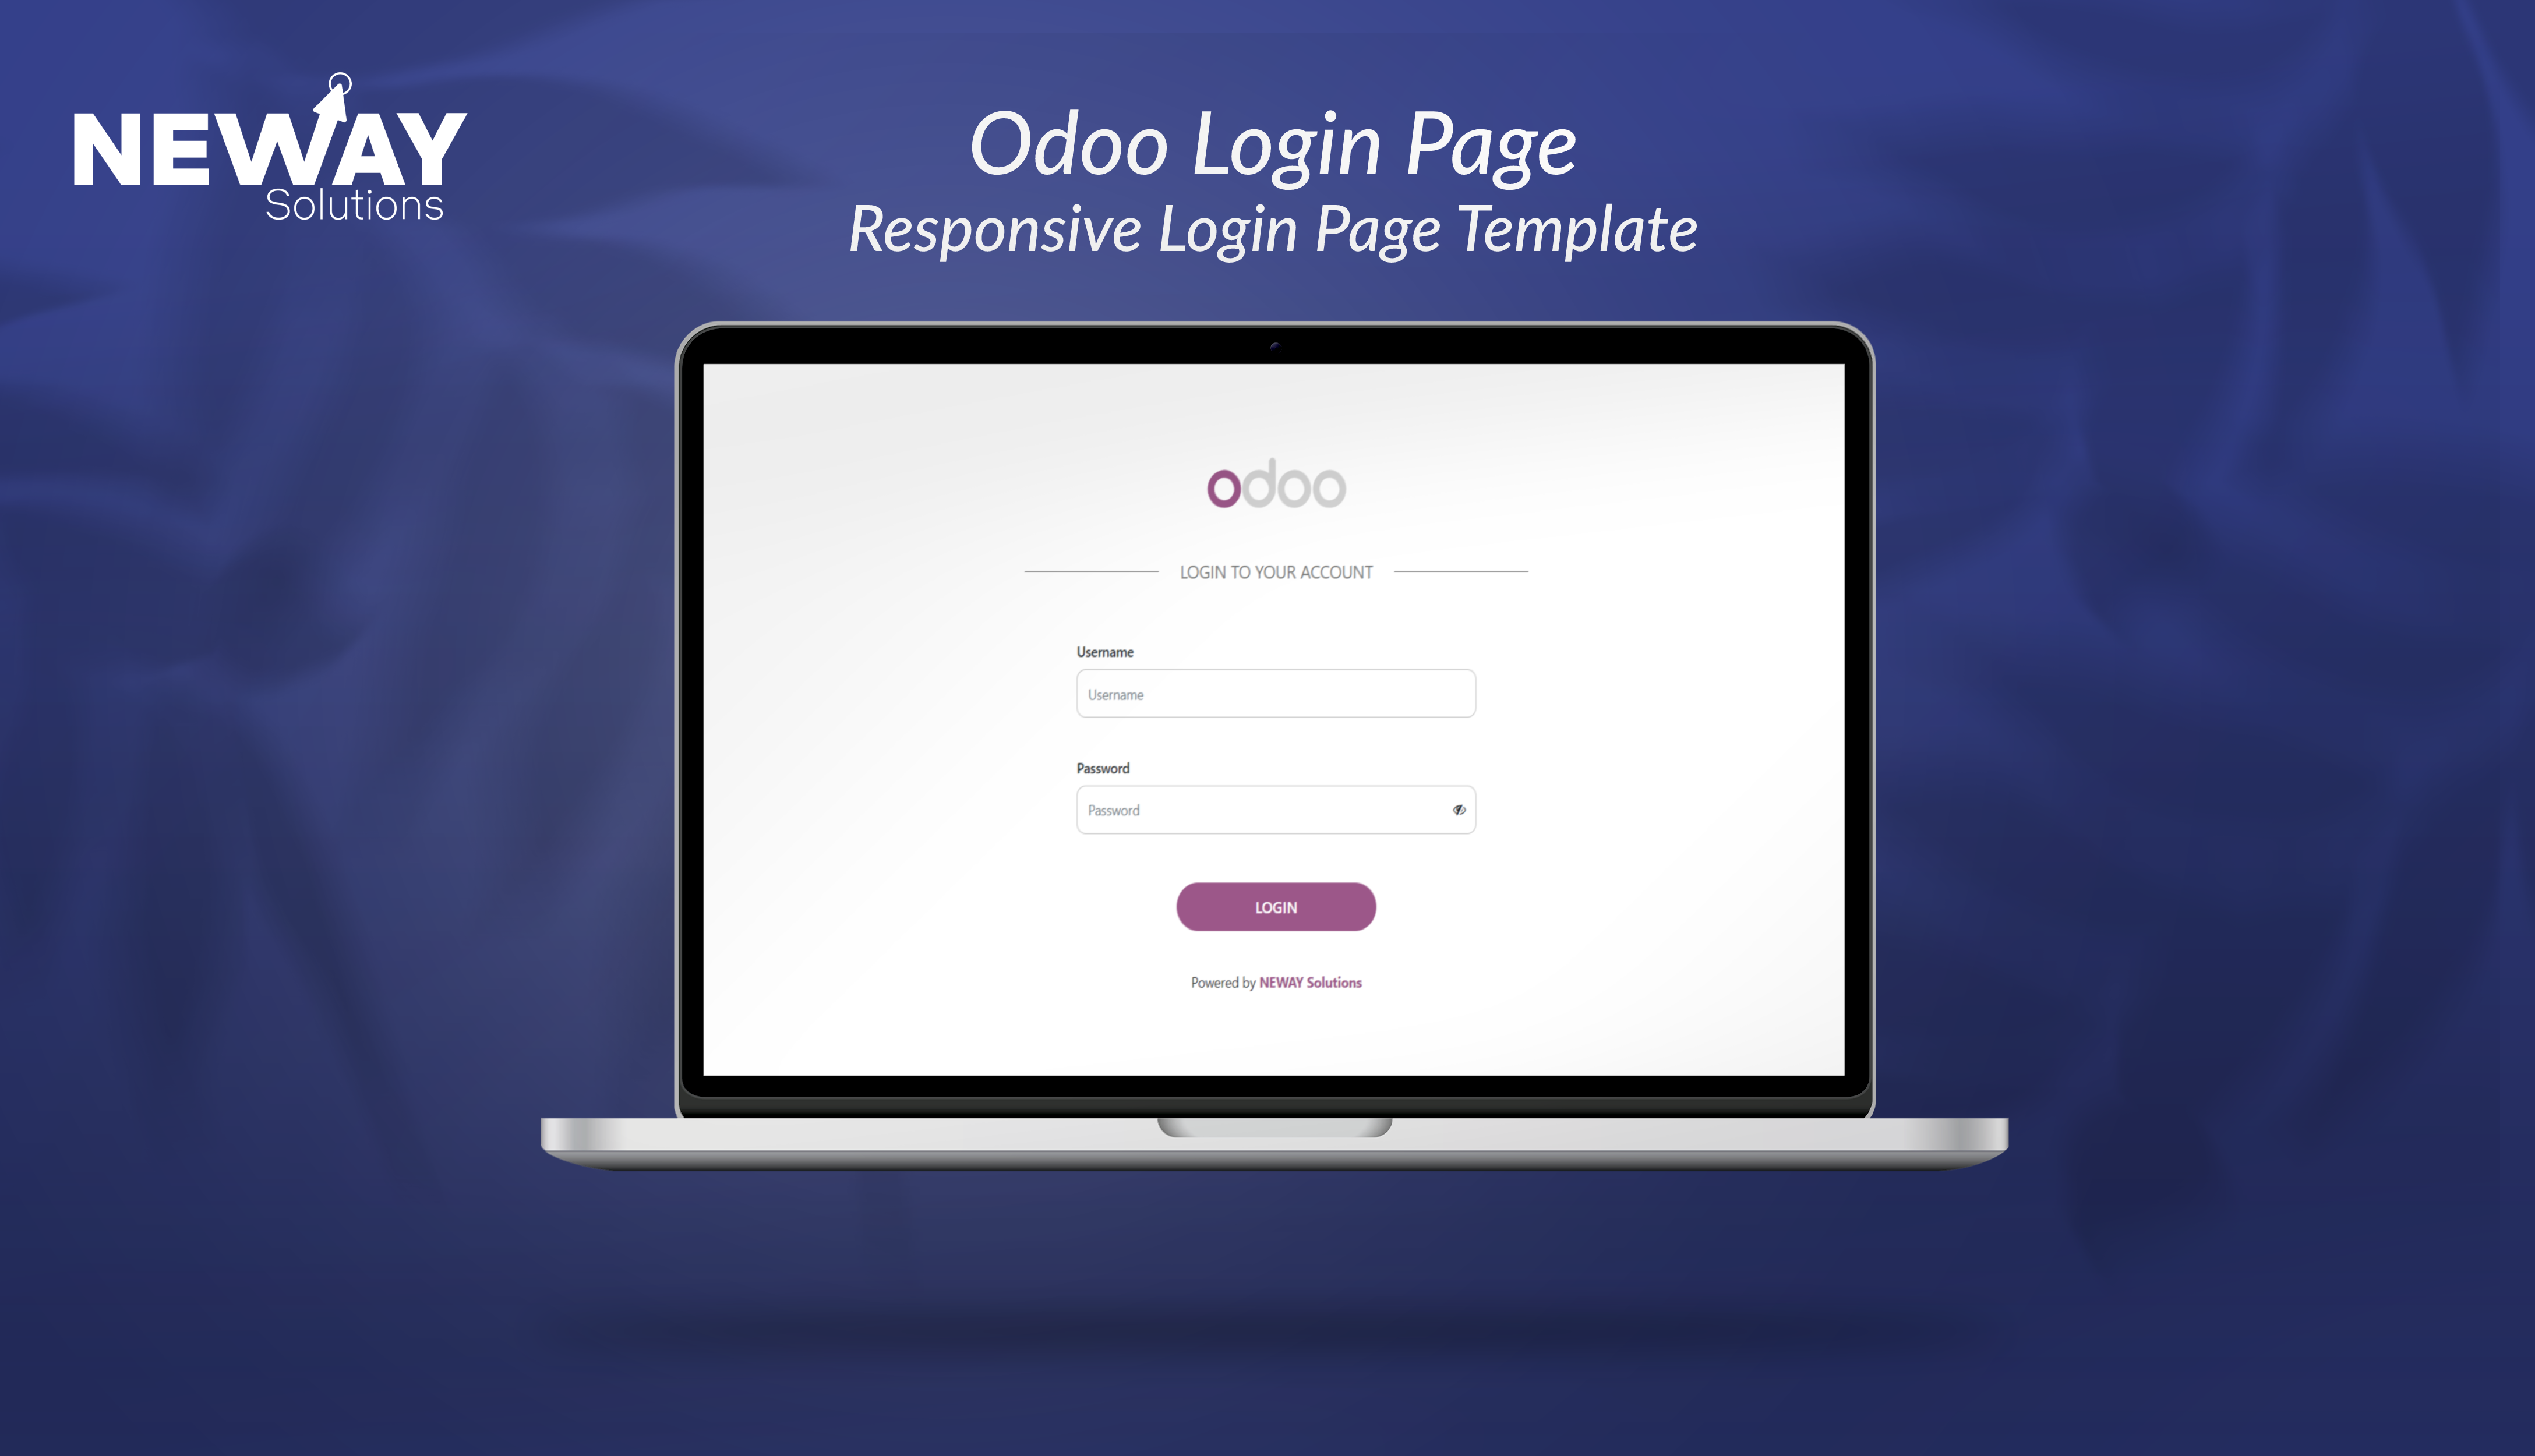 NEWAY
Solutions
Odoo Login Page
Responsive Login Page Template
odoo
LOGIN TO YOUR ACCOUNT
Username
Username
Password
Password
LOGIN
Powered by NEWAY Solutions